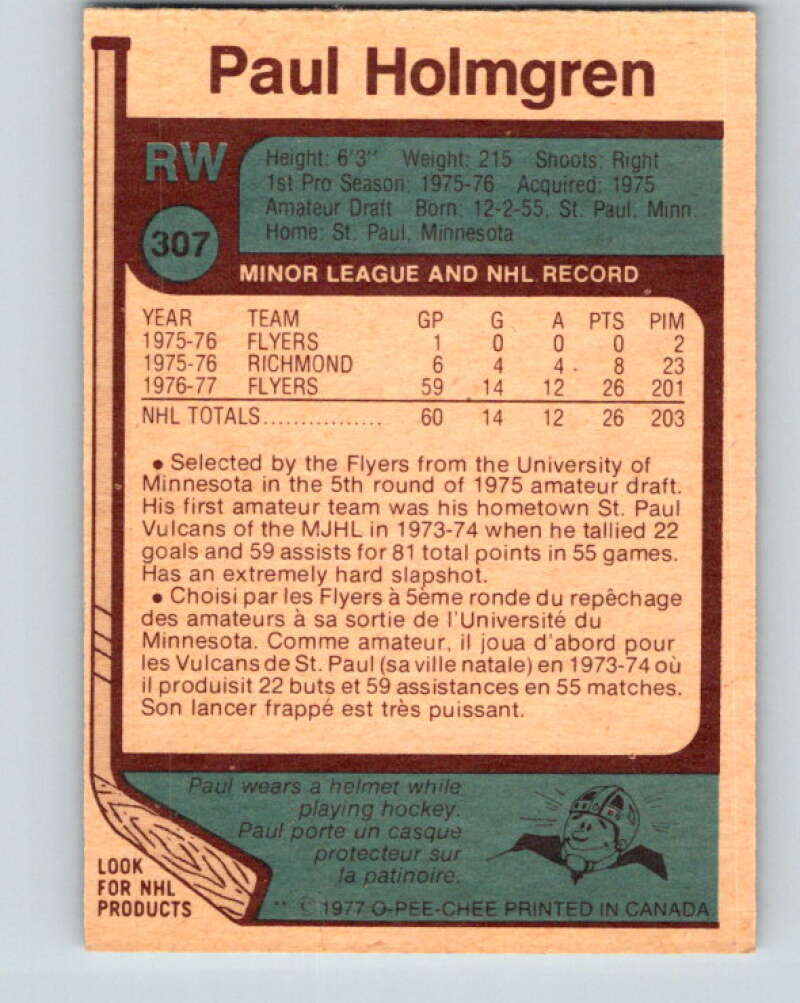 Paul Holmgren
RW
307
Height: 6'3" Weight: 215 Shoots: Right
1st Pro Season: 1975-76 Acquired: 1975
Amateur Draft Born: 12-2-55, St. Paul, Minn.
Home: St. Paul, Minnesota
MINOR LEAGUE AND NHL RECORD
YEAR TEAM GP G A PTS PIM
1975-76 FLYERS 1 0 0 0 2
1975-76 RICHMOND 6 4 4 8 23
1976-77 FLYERS 59 14 12 26 201
NHL TOTALS................ 60 14 12 26 203
• Selected by the Flyers from the University of
Minnesota in the 5th round of 1975 amateur draft.
His first amateur team was his hometown St. Paul
Vulcans of the MJHL in 1973-74 when he tallied 22
goals and 59 assists for 81 total points in 55 games.
Has an extremely hard slapshot.
• Choisi par les Flyers à 5ème ronde du repêchage
des amateurs à sa sortie de l'Université du
Minnesota. Comme amateur, il joua d'abord pour
les Vulcans de St. Paul (sa ville natale) en 1973-74 où
il produisit 22 buts et 59 assistances en 55 matches.
Son lancer frappé est très puissant.
Paul wears a helmet while
playing hockey.
Paul porte un casque
protecteur sur
la patinoire.
LOOK
FOR NHL
PRODUCTS
** © 1977 O-PEE-CHEE PRINTED IN CANADA